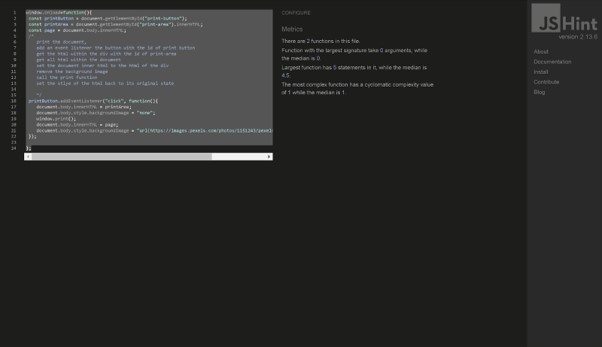 window.onload=function(){
const printButton = document.getElementById("print-button");
const printArea = document.getElementById("print-area").innerHTML;
const page = document.body.innerHTML;
/*
print the document,
add an event listener the button with the id of print button
get the html within the div with the id of print-area
get all html within the document
set the document inner html to the html of the div
remove the background image
call the print function
set the value of the html back to its original state
*/
printButton.addEventListener("click", function(){
document.body.innerHTML = printArea;
document.body.style.backgroundImage = "none";
window.print();
document.body.innerHTML = page;
document.body.style.backgroundImage = "url(https://images.pexels.com/photos/
});
};
CONFIGURE
Metrics
There are 2 functions in this file.
Function with the largest signature take 0 arguments, while
the median is 0.
Largest function has 5 statements in it, while the median is
4.5.
The most complex function has a cyclomatic complexity value
of 1 while the median is 1.
JSHint
version 2.13.6
About
Documentation
Install
Contribute
Blog